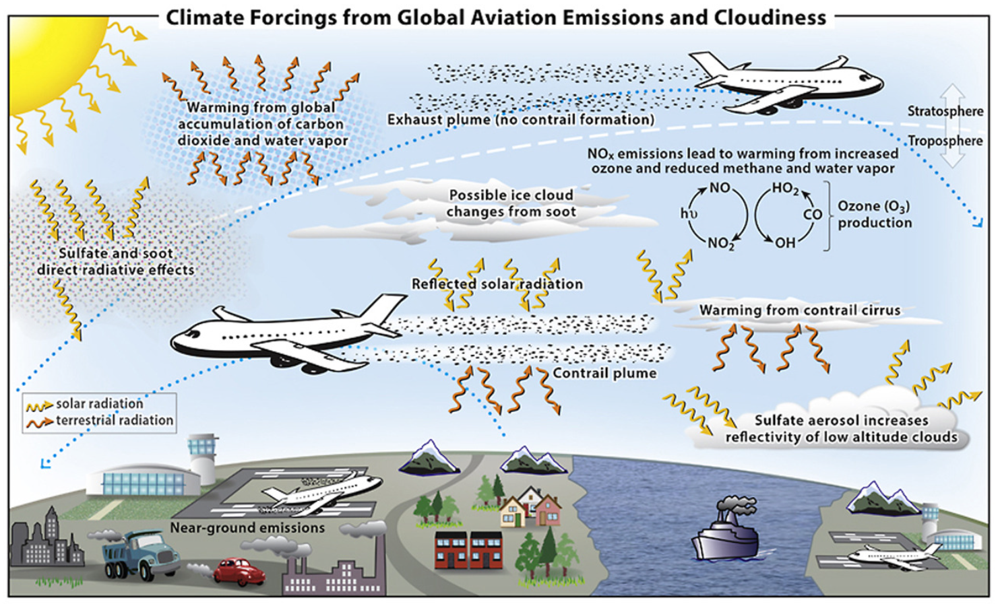 Climate Forcings from Global Aviation Emissions and Cloudiness
Warming from global
accumulation of carbon
dioxide and water vapor
Exhaust plume (no contrail formation)
Stratosphere
Troposphere
NOx emissions lead to warming from increased
ozone and reduced methane and water vapor
NO
HO2
hυ
CO
NO2
OH
Ozone (O3)
production
Possible ice cloud
changes from soot
Sulfate and soot
direct radiative effects
Reflected solar radiation
Warming from contrail cirrus
Contrail plume
solar radiation
terrestrial radiation
Sulfate aerosol increases
reflectivity of low altitude clouds
Near-ground emissions